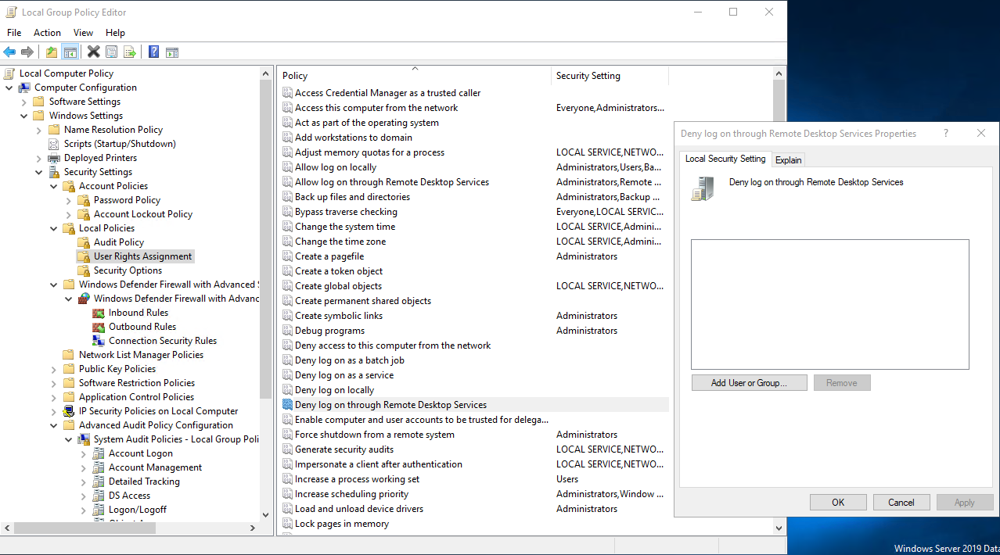 Local Group Policy Editor
File Action View Help
Local Computer Policy
Computer Configuration
Software Settings
Windows Settings
Name Resolution Policy
Scripts (Startup/Shutdown)
Deployed Printers
Security Settings
Account Policies
Password Policy
Account Lockout Policy
Local Policies
Audit Policy
User Rights Assignment
Security Options
Windows Defender Firewall with Advanced
Windows Defender Firewall with Advanc
Inbound Rules
Outbound Rules
Connection Security Rules
Network List Manager Policies
Public Key Policies
Software Restriction Policies
Application Control Policies
IP Security Policies on Local Computer
Advanced Audit Policy Configuration
System Audit Policies - Local Group Poli
Account Logon
Account Management
Detailed Tracking
DS Access
Logon/Logoff
Policy Security Setting
Access Credential Manager as a trusted caller
Access this computer from the network Everyone,Administrators...
Act as part of the operating system
Add workstations to domain
Adjust memory quotas for a process LOCAL SERVICE,NETWO...
Allow log on locally Administrators,Users,Ba...
Allow log on through Remote Desktop Services Administrators,Remote ...
Back up files and directories Administrators,Backup ...
Bypass traverse checking Everyone,LOCAL SERVIC...
Change the system time LOCAL SERVICE,Admini...
Change the time zone LOCAL SERVICE,Admini...
Create a pagefile Administrators
Create a token object
Create global objects LOCAL SERVICE,NETWO...
Create permanent shared objects
Create symbolic links Administrators
Debug programs Administrators
Deny access to this computer from the network
Deny log on as a batch job
Deny log on as a service
Deny log on locally
Deny log on through Remote Desktop Services
Enable computer and user accounts to be trusted for delega...
Force shutdown from a remote system Administrators
Generate security audits LOCAL SERVICE,NETWO...
Impersonate a client after authentication LOCAL SERVICE,NETWO...
Increase a process working set Users
Increase scheduling priority Administrators,Window ...
Load and unload device drivers Administrators
Lock pages in memory
Deny log on through Remote Desktop Services Properties ?
Local Security Setting Explain
Deny log on through Remote Desktop Services
Add User or Group... Remove
OK Cancel Apply
Windows Server 2019 Data